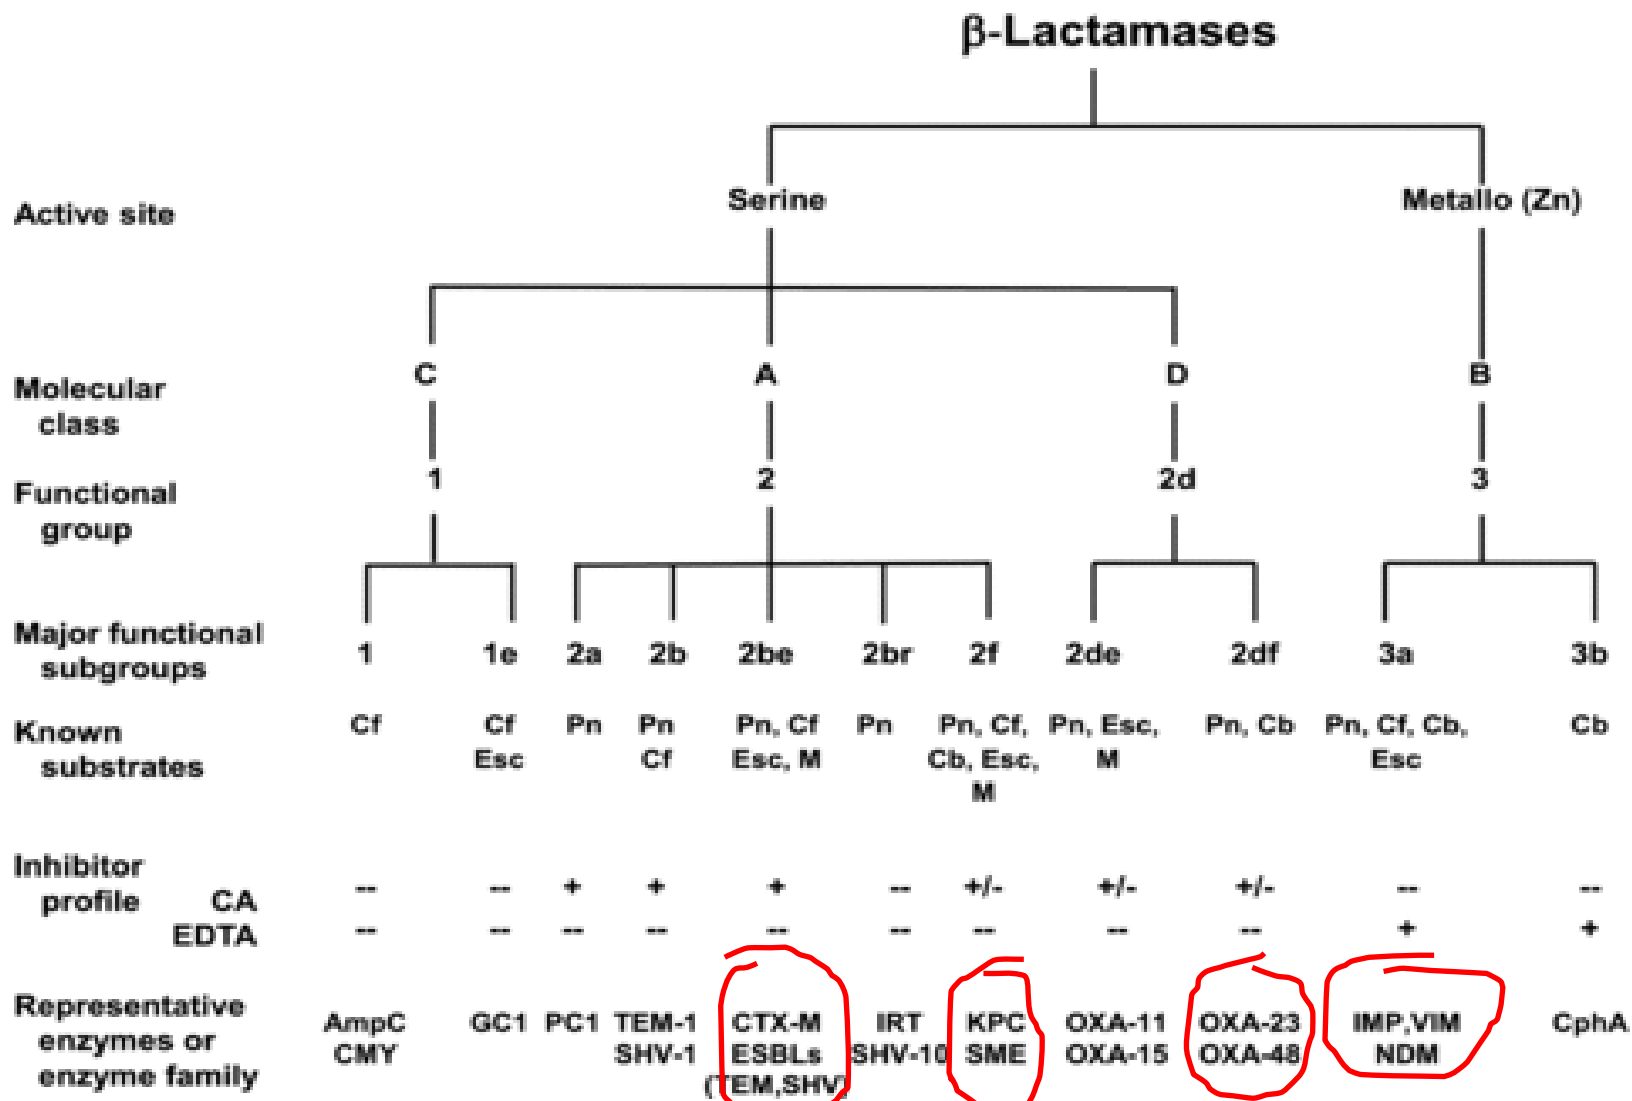 β-Lactamases
Active site Serine Metallo (Zn)
Molecular class C A D B
Functional group 1 2 2d 3
Major functional subgroups 1 1e 2a 2b 2be 2br 2f 2de 2df 3a 3b
Known substrates Cf Cf Pn Pn Pn, Cf Pn Pn, Cf, Pn, Esc, Pn, Cb Pn, Cf, Cb, Cb
Esc Cf Esc, M Cb, Esc, M Esc
M
Inhibitor
profile CA -- -- + + + -- +/- +/- +/- -- --
EDTA -- -- -- -- -- -- -- -- -- + +
Representative AmpC GC1 PC1 TEM-1 CTX-M IRT KPC OXA-11 OXA-23 IMP,VIM CphA
enzymes or CMY SHV-1 ESBLs SHV-10 SME OXA-15 OXA-48 NDM
enzyme family (TEM,SHV)